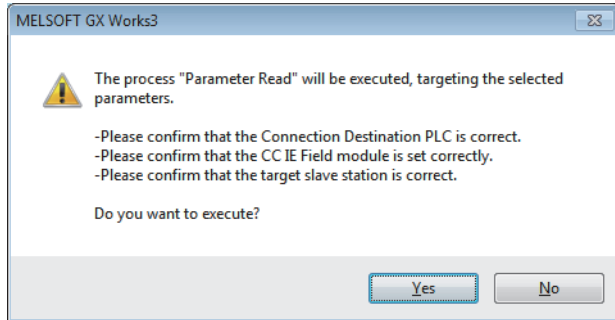 MELSOFT GX Works3
The process "Parameter Read" will be executed, targeting the selected
parameters.
-Please confirm that the Connection Destination PLC is correct.
-Please confirm that the CC IE Field module is set correctly.
-Please confirm that the target slave station is correct.
Do you want to execute?
Yes No